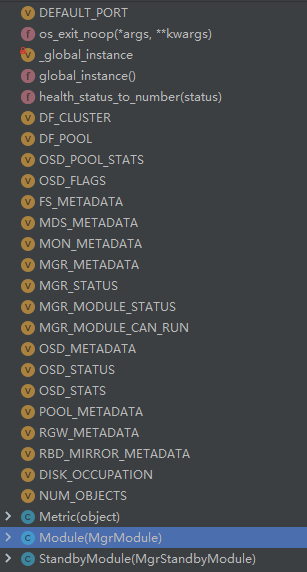 DEFAULT_PORT
os_exit_noop(*args, **kwargs)
_global_instance
global_instance()
health_status_to_number(status)
DF_CLUSTER
DF_POOL
OSD_POOL_STATS
OSD_FLAGS
FS_METADATA
MDS_METADATA
MON_METADATA
MGR_METADATA
MGR_STATUS
MGR_MODULE_STATUS
MGR_MODULE_CAN_RUN
OSD_METADATA
OSD_STATUS
OSD_STATS
POOL_METADATA
RGW_METADATA
RBD_MIRROR_METADATA
DISK_OCCUPATION
NUM_OBJECTS
Metric(object)
Module(MgrModule)
StandbyModule(MgrStandbyModule)